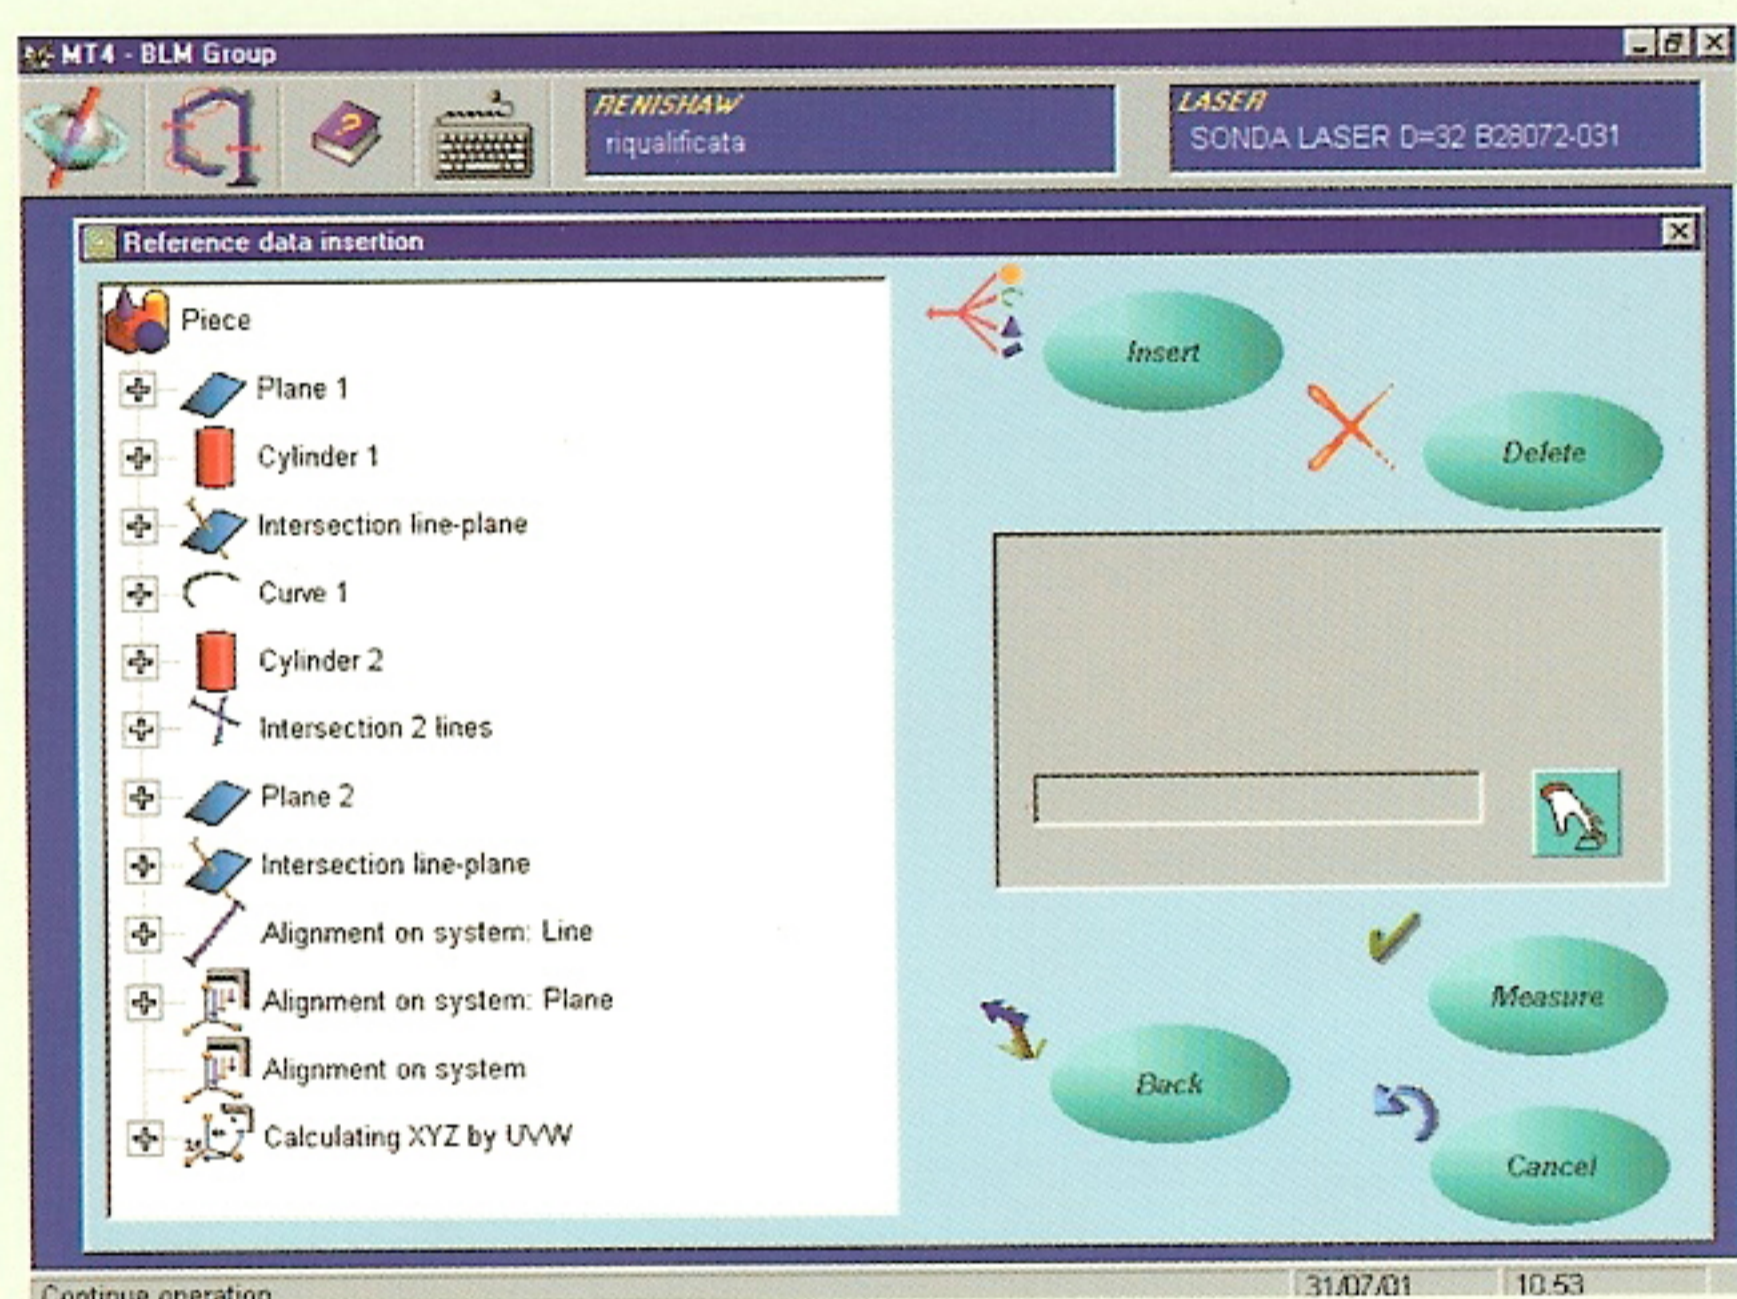 MT4 - BLM Group
RENISHAW
riqualificata
LASER
SONDA LASER D=32 B28072-031
Reference data insertion
Piece
Plane 1
Cylinder 1
Intersection line-plane
Curve 1
Cylinder 2
Intersection 2 lines
Plane 2
Intersection line-plane
Alignment on system: Line
Alignment on system: Plane
Alignment on system
Calculating XYZ by UVW
Insert
Delete
Measure
Back
Cancel
Continue operation
31/07/01
10.53